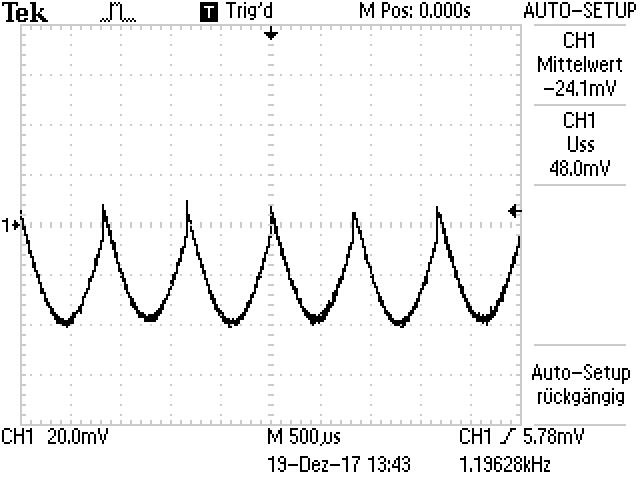 Tek T Trig'd M Pos: 0.000s AUTO-SETUP
CH1
Mittelwert
-24.1mV
CH1
Uss
48.0mV
1
Auto-Setup
rückgängig
CH1 20.0mV M 500µs CH1 5.78mV
19-Dez-17 13:43 1.19628kHz